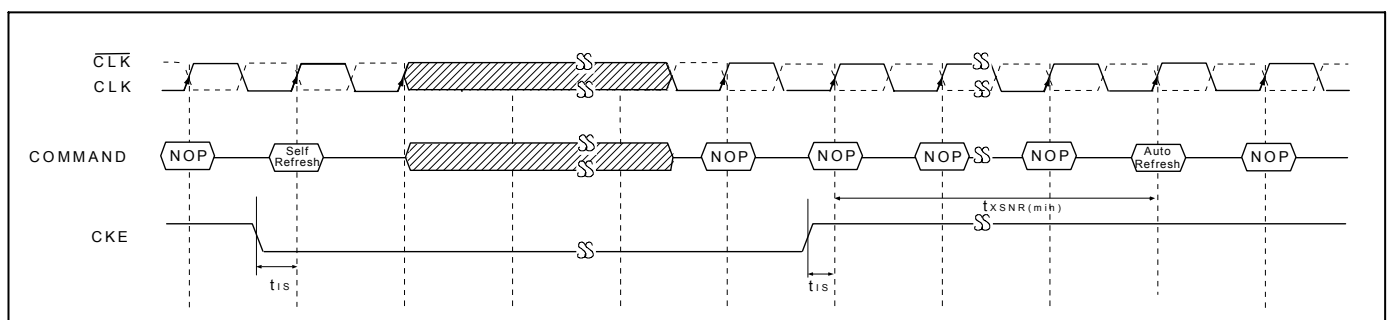 CLK
CLK
COMMAND NOP Self Refresh NOP NOP NOP NOP Auto Refresh NOP
tXSNR(min)
CKE
tIS tIS